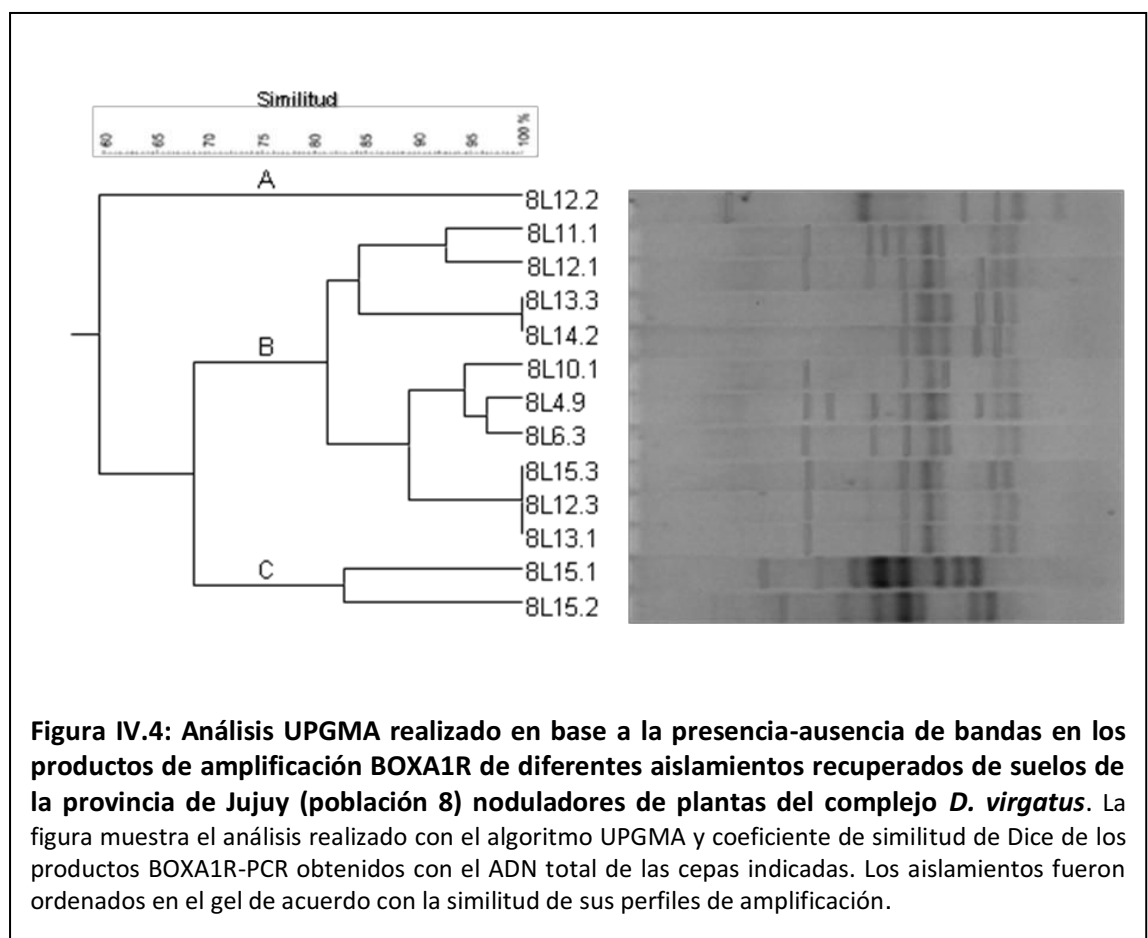 Similitud
60 65 70 75 80 85 90 95 100 %
A
8L12.2
8L11.1
8L12.1
8L13.3
8L14.2
B
8L10.1
8L4.9
8L6.3
8L15.3
8L12.3
8L13.1
C
8L15.1
8L15.2
Figura IV.4: Análisis UPGMA realizado en base a la presencia-ausencia de bandas en los
productos de amplificación BOXA1R de diferentes aislamientos recuperados de suelos de
la provincia de Jujuy (población 8) noduladores de plantas del complejo D. virgatus. La
figura muestra el análisis realizado con el algoritmo UPGMA y coeficiente de similitud de Dice de los
productos BOXA1R-PCR obtenidos con el ADN total de las cepas indicadas. Los aislamientos fueron
ordenados en el gel de acuerdo con la similitud de sus perfiles de amplificación.